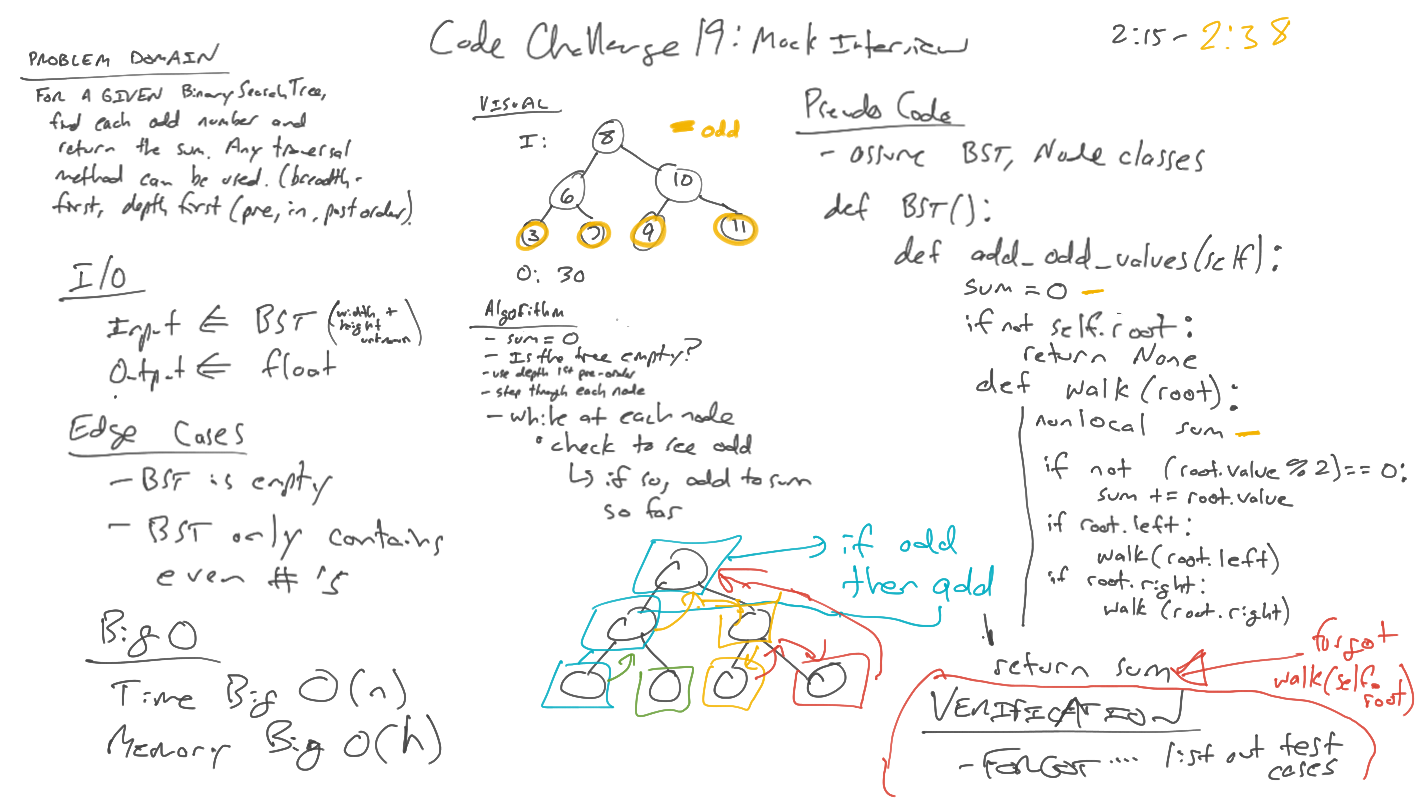 Code Challenge 19: Mock Interview
2:15 - 2:38
PROBLEM DOMAIN
FOR A GIVEN Binary Search Tree,
find each odd number and
return the sum. Any traversal
method can be used. (breadth-
first, depth first (pre, in, post order)
I/O
Input ⇐ BST (width + height unknown)
Output ⇐ float
Edge Cases
- BST is empty
- BST only contains
even #'s
Big O
Time Big O(n)
Memory Big O(h)
VISUAL
I:
= odd
8
6
10
3
7
9
11
O: 30
Algorithm
- sum = 0
- Is the tree empty?
- use depth 1st pre-order
- step through each node
- while at each node
• check to see odd
↳ if so, add to sum
so far
if odd
then add
Pseudo Code
- assume BST, Node classes
def BST():
def add_odd_values(self):
sum = 0
if not self.root:
return None
def walk(root):
nonlocal sum
if not (root.value % 2) == 0:
sum += root.value
if root.left:
walk(root.left)
if root.right:
walk(root.right)
return sum
forgot
walk(self.
root)
VERIFICATION
- FORGOT .... list out test
cases